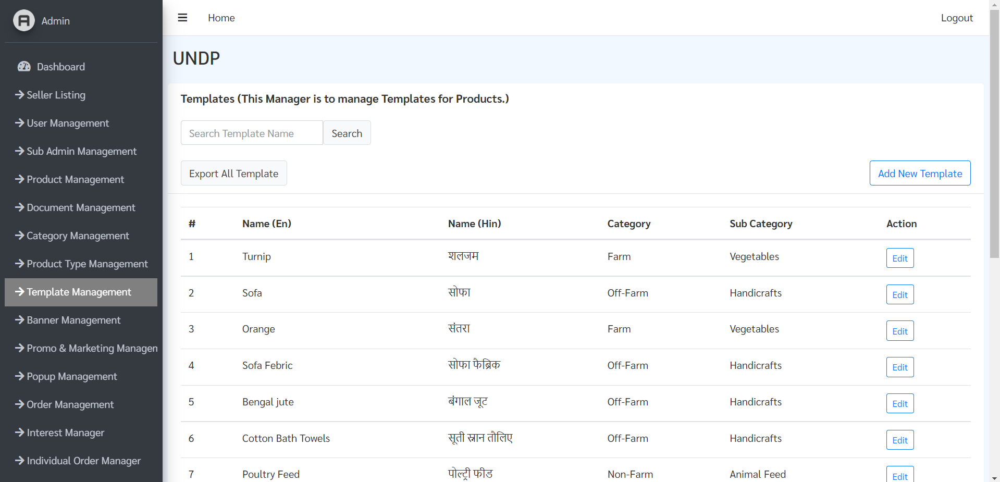 Admin
Dashboard
Seller Listing
User Management
Sub Admin Management
Product Management
Document Management
Category Management
Product Type Management
Template Management
Banner Management
Promo & Marketing Managem
Popup Management
Order Management
Interest Manager
Individual Order Manager
Home
Logout
UNDP
Templates (This Manager is to manage Templates for Products.)
Search Template Name Search
Export All Template Add New Template
# Name (En) Name (Hin) Category Sub Category Action
1 Turnip शलजम Farm Vegetables Edit
2 Sofa सोफा Off-Farm Handicrafts Edit
3 Orange संतरा Farm Vegetables Edit
4 Sofa Febric सोफा फैब्रिक Off-Farm Handicrafts Edit
5 Bengal jute बंगाल जूट Off-Farm Handicrafts Edit
6 Cotton Bath Towels सूती स्नान तौलिए Off-Farm Handicrafts Edit
7 Poultry Feed पोल्ट्री फीड Non-Farm Animal Feed Edit